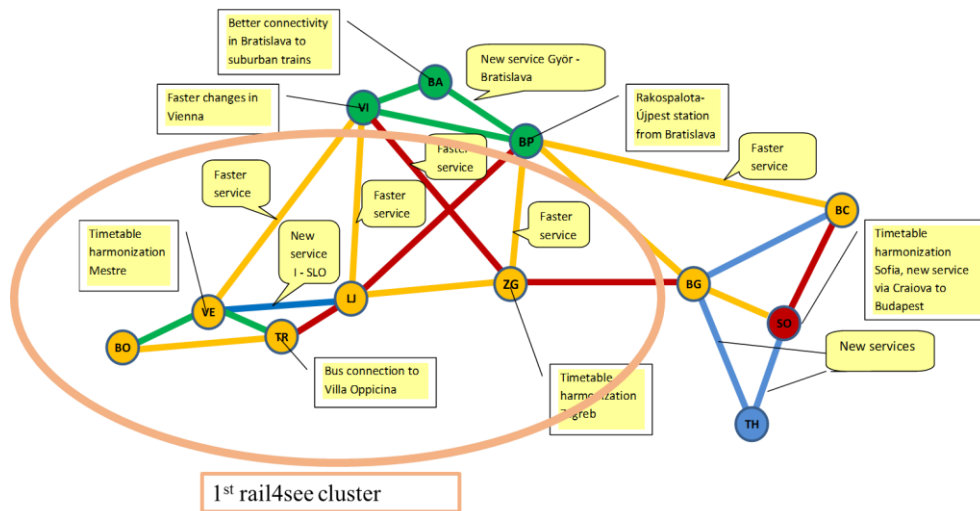 Better connectivity
in Bratislava to
suburban trains
New service Györ -
Bratislava
BA
Faster changes in
Vienna
VI
Rakospalota-
Újpest station
from Bratislava
BP
Faster
service
Faster
service
Faster
service
Faster
service
Faster
service
BC
Timetable
harmonization
Mestre
New
service
I - SLO
Timetable
harmonization
Sofia, new service
via Craiova to
Budapest
ZG
BG
LJ
VE
SO
TR
BO
New services
Bus connection to
Villa Oppicina
Timetable
harmonization
Zagreb
TH
1st rail4see cluster